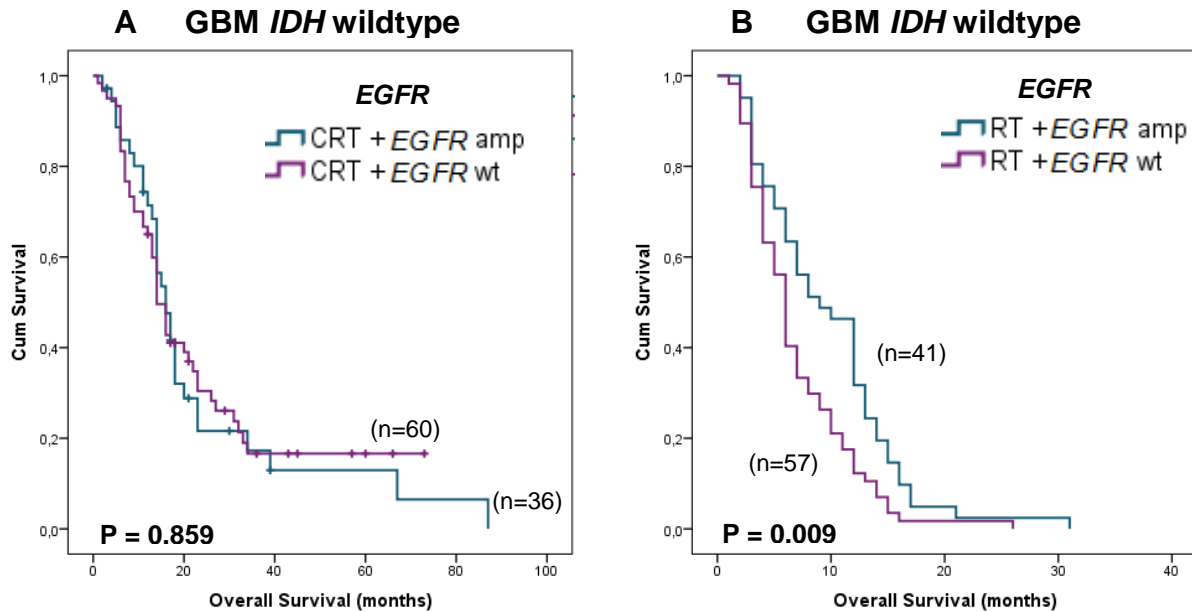 A GBM IDH wildtype
EGFR
CRT + EGFR amp
CRT + EGFR wt
Cum Survival
1,0
0,8
0,6
0,4
0,2
0,0
(n=60)
(n=36)
P = 0.859
0 20 40 60 80 100
Overall Survival (months)
B GBM IDH wildtype
EGFR
RT + EGFR amp
RT + EGFR wt
Cum Survival
1,0
0,8
0,6
0,4
0,2
0,0
(n=41)
(n=57)
P = 0.009
0 10 20 30 40
Overall Survival (months)